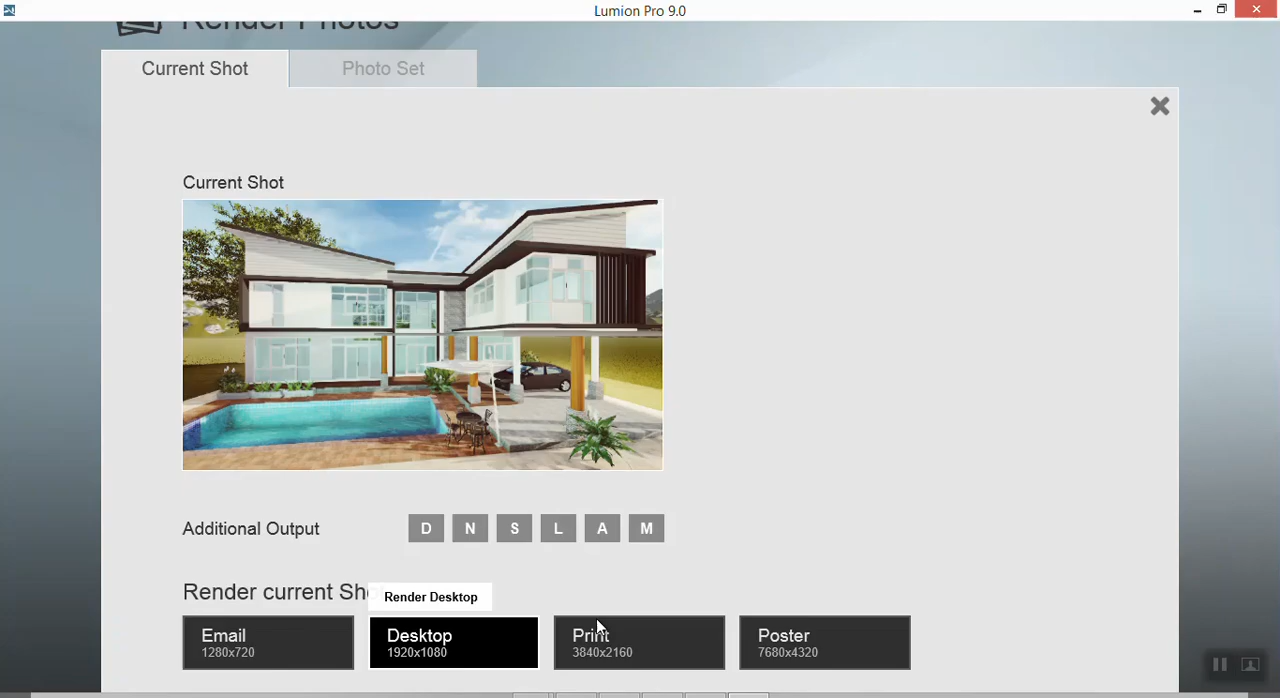 Lumion Pro 9.0
Render Photos
Current Shot
Photo Set
Current Shot
Additional Output
D N S L A M
Render current Sho
Render Desktop
Email
1280x720
Desktop
1920x1080
Print
3840x2160
Poster
7680x4320